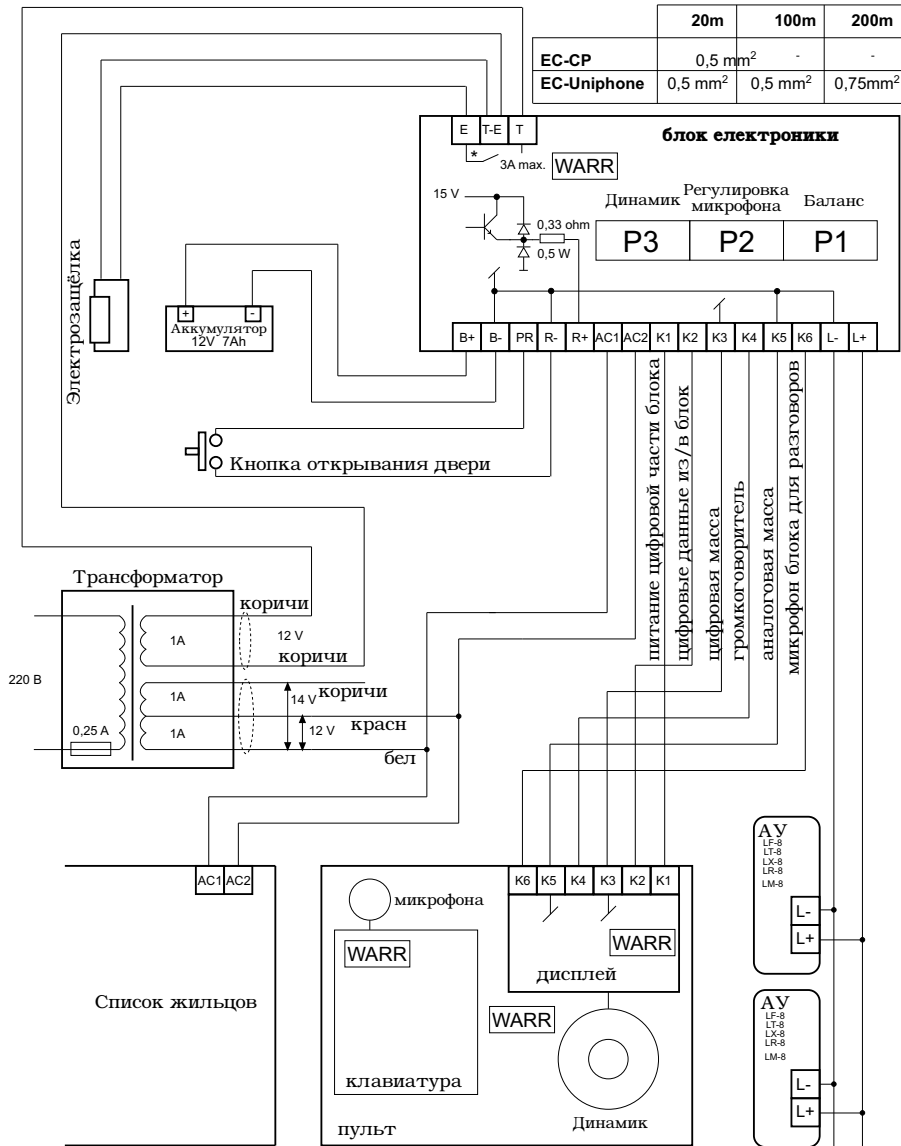 20m 100m 200m
EC-CP 0,5 mm² - -
EC-Uniphone 0,5 mm² 0,5 mm² 0,75mm²
E T-E T
блок електроники
*
3A max.
WARR
15 V
0,33 ohm
0,5 W
Динамик
Регулировка
микрофона
Баланс
P3 P2 P1
Электрозащёлка
+ -
Аккумулятор
12V 7Ah
B+ B- PR R- R+ AC1 AC2 K1 K2 K3 K4 K5 K6 L- L+
Кнопка открывания двери
питание цифровой части блока
цифровые данные из/в блок
цифровая масса
громкоговоритель
аналоговая масса
микрофон блока для разговоров
Трансформатор
коричи
1A
12 V
коричи
220 В
коричи
1A
14 V
красн
0,25 A
1A
12 V
бел
AC1 AC2
Список жильцов
K6 K5 K4 K3 K2 K1
микрофона
WARR
WARR
дисплей
WARR
клавиатура
Динамик
пульт
АУ
LF-8
LT-8
LX-8
LR-8
LM-8
L-
L+
АУ
LF-8
LT-8
LX-8
LR-8
LM-8
L-
L+